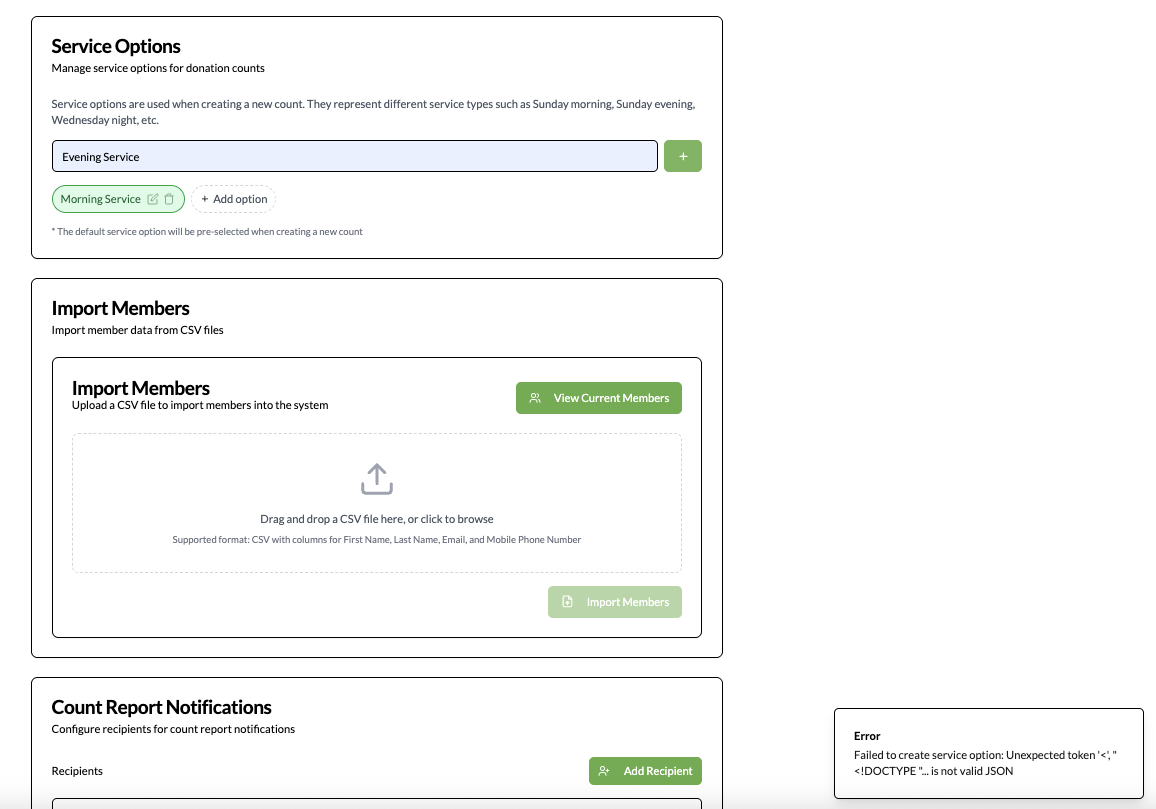 Service Options
Manage service options for donation counts
Service options are used when creating a new count. They represent different service types such as Sunday morning, Sunday evening,
Wednesday night, etc.
Evening Service
+
Morning Service
+ Add option
* The default service option will be pre-selected when creating a new count
Import Members
Import member data from CSV files
Import Members
Upload a CSV file to import members into the system
View Current Members
Drag and drop a CSV file here, or click to browse
Supported format: CSV with columns for First Name, Last Name, Email, and Mobile Phone Number
Import Members
Count Report Notifications
Configure recipients for count report notifications
Recipients
Add Recipient
Error
Failed to create service option: Unexpected token '<', "
<!DOCTYPE "... is not valid JSON